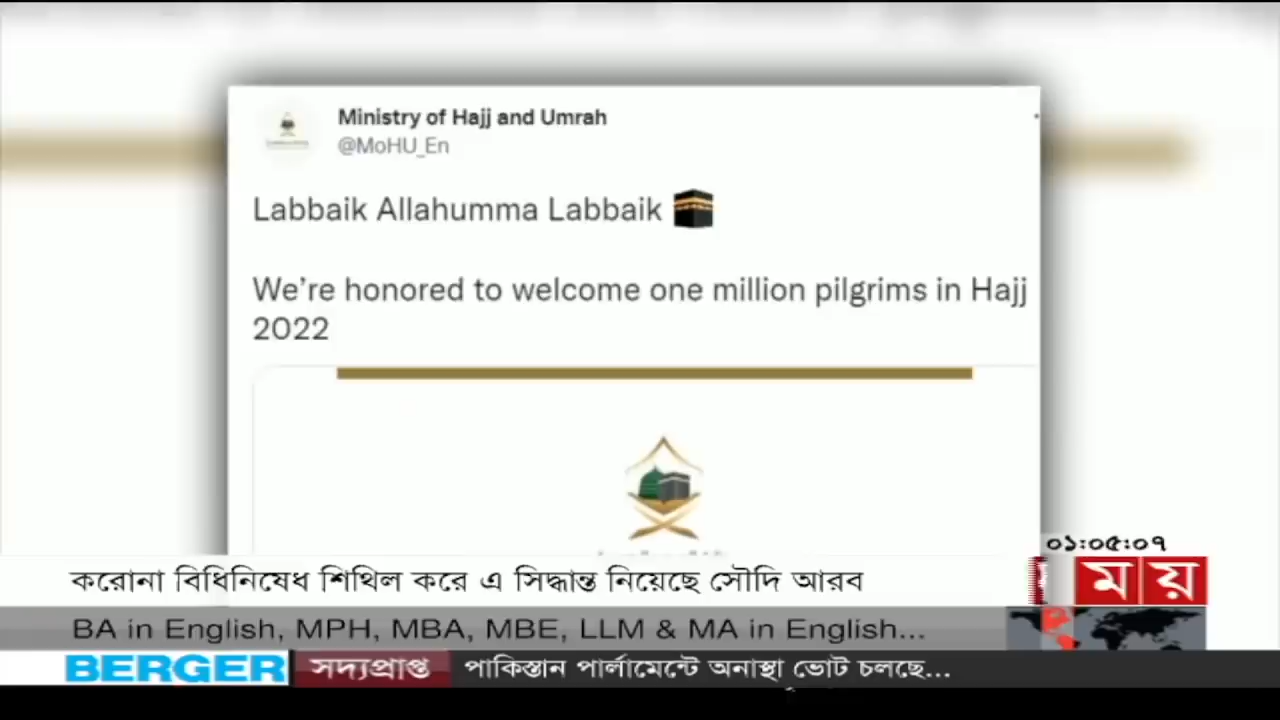 Ministry of Hajj and Umrah
@MoHU_En
Labbaik Allahumma Labbaik
We're honored to welcome one million pilgrims in Hajj
2022
০১:০৫:০৭
করোনা বিধিনিষেধ শিথিল করে এ সিদ্ধান্ত নিয়েছে সৌদি আরব
ময়
BA in English, MPH, MBA, MBE, LLM & MA in English...
BERGER সদ্যপ্রাপ্ত পাকিস্তান পার্লামেন্টে অনাস্থা ভোট চলছে...